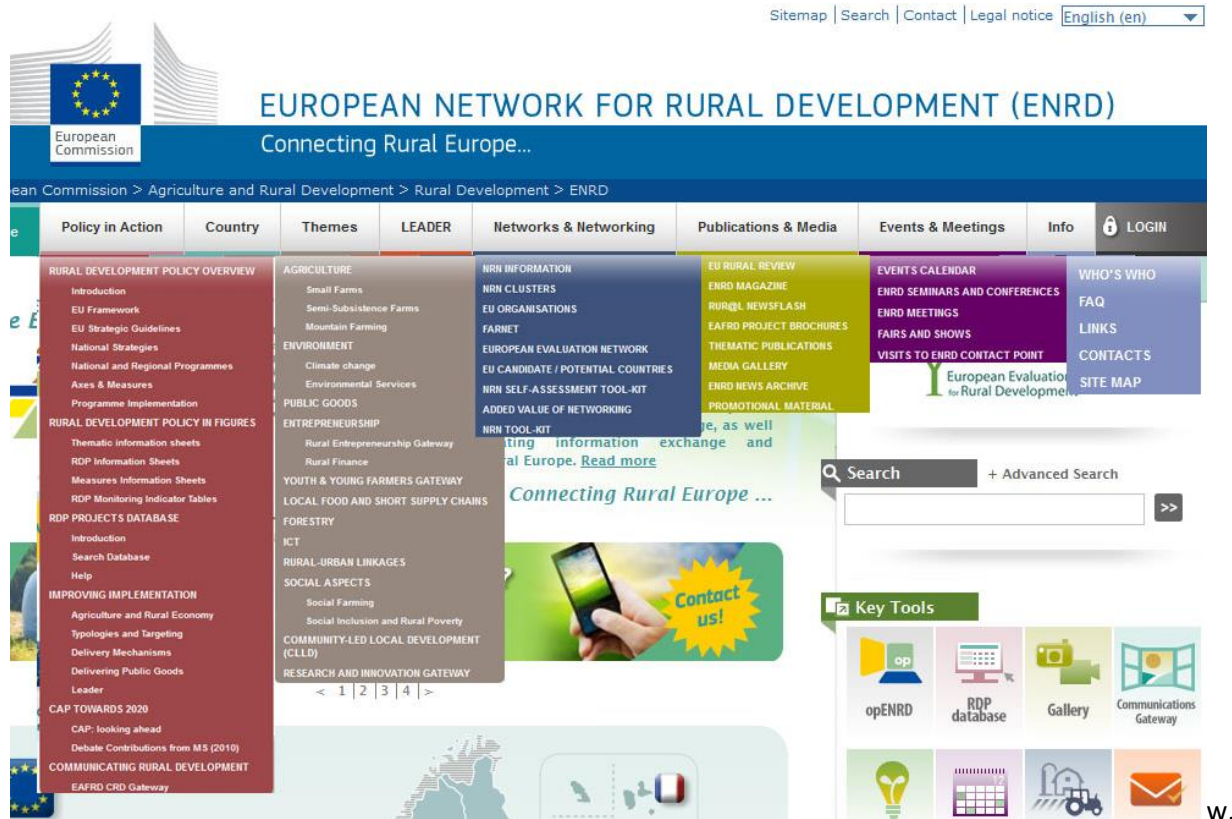 Sitemap | Search | Contact | Legal notice English (en)
European
Commission
EUROPEAN NETWORK FOR RURAL DEVELOPMENT (ENRD)
Connecting Rural Europe...
Commission > Agriculture and Rural Development > Rural Development > ENRD
Policy in Action Country Themes LEADER Networks & Networking Publications & Media Events & Meetings Info LOGIN
RURAL DEVELOPMENT POLICY OVERVIEW
Introduction
EU Framework
EU Strategic Guidelines
National Strategies
National and Regional Programmes
Axes & Measures
Programme Implementation
RURAL DEVELOPMENT POLICY IN FIGURES
Thematic information sheets
RDP Information Sheets
Measures Information Sheets
RDP Monitoring Indicator Tables
RDP PROJECTS DATABASE
Introduction
Search Database
Help
IMPROVING IMPLEMENTATION
Agriculture and Rural Economy
Typologies and Targeting
Delivery Mechanisms
Delivering Public Goods
Leader
CAP TOWARDS 2020
CAP: looking ahead
Debate Contributions from MS (2010)
COMMUNICATING RURAL DEVELOPMENT
EAFRD CRD Gateway
AGRICULTURE
Small Farms
Semi-Subsistence Farms
Mountain Farming
ENVIRONMENT
Climate change
Environmental Services
PUBLIC GOODS
ENTREPRENEURSHIP
Rural Entrepreneurship Gateway
Rural Finance
YOUTH & YOUNG FARMERS GATEWAY
LOCAL FOOD AND SHORT SUPPLY CHAINS
FORESTRY
ICT
RURAL-URBAN LINKAGES
SOCIAL ASPECTS
Social Farming
Social Inclusion and Rural Poverty
COMMUNITY-LED LOCAL DEVELOPMENT
(CLLD)
RESEARCH AND INNOVATION GATEWAY
< 1 | 2 | 3 | 4 | >
NRN INFORMATION
NRN CLUSTERS
EU ORGANISATIONS
FARNET
EUROPEAN EVALUATION NETWORK
EU CANDIDATE / POTENTIAL COUNTRIES
NRN SELF-ASSESSMENT TOOL-KIT
ADDED VALUE OF NETWORKING
NRN TOOL-KIT
EU RURAL REVIEW
ENRD MAGAZINE
RUR@L NEWSFLASH
EAFRD PROJECT BROCHURES
THEMATIC PUBLICATIONS
MEDIA GALLERY
ENRD NEWS ARCHIVE
PROMOTIONAL MATERIAL
as well
information exchange and
Europe. Read more
Connecting Rural Europe ...
Contact
us!
EVENTS CALENDAR
ENRD SEMINARS AND CONFERENCES
ENRD MEETINGS
FAIRS AND SHOWS
VISITS TO ENRD CONTACT POINT
WHO'S WHO
FAQ
LINKS
CONTACTS
SITE MAP
European Evaluation
for Rural Development
Search + Advanced Search
>>
Key Tools
op
opENRD
RDP
database
Gallery
Communications
Gateway
17